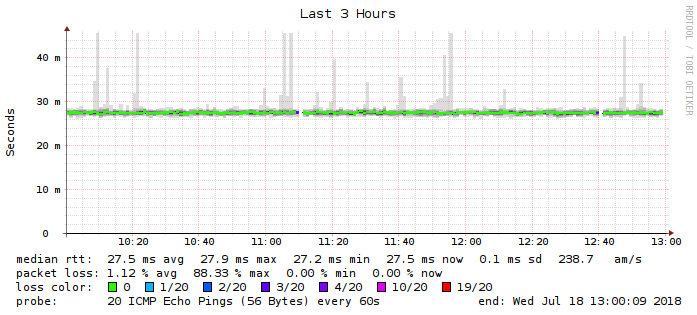 Last 3 Hours
RRDTOOL / TOBI OETIKER
Seconds
40 m
30 m
20 m
10 m
0
10:20 10:40 11:00 11:20 11:40 12:00 12:20 12:40 13:00
median rtt: 27.5 ms avg 27.9 ms max 27.2 ms min 27.5 ms now 0.1 ms sd 238.7 am/s
packet loss: 1.12 % avg 88.33 % max 0.00 % min 0.00 % now
loss color: 0 1/20 2/20 3/20 4/20 10/20 19/20
probe: 20 ICMP Echo Pings (56 Bytes) every 60s end: Wed Jul 18 13:00:09 2018